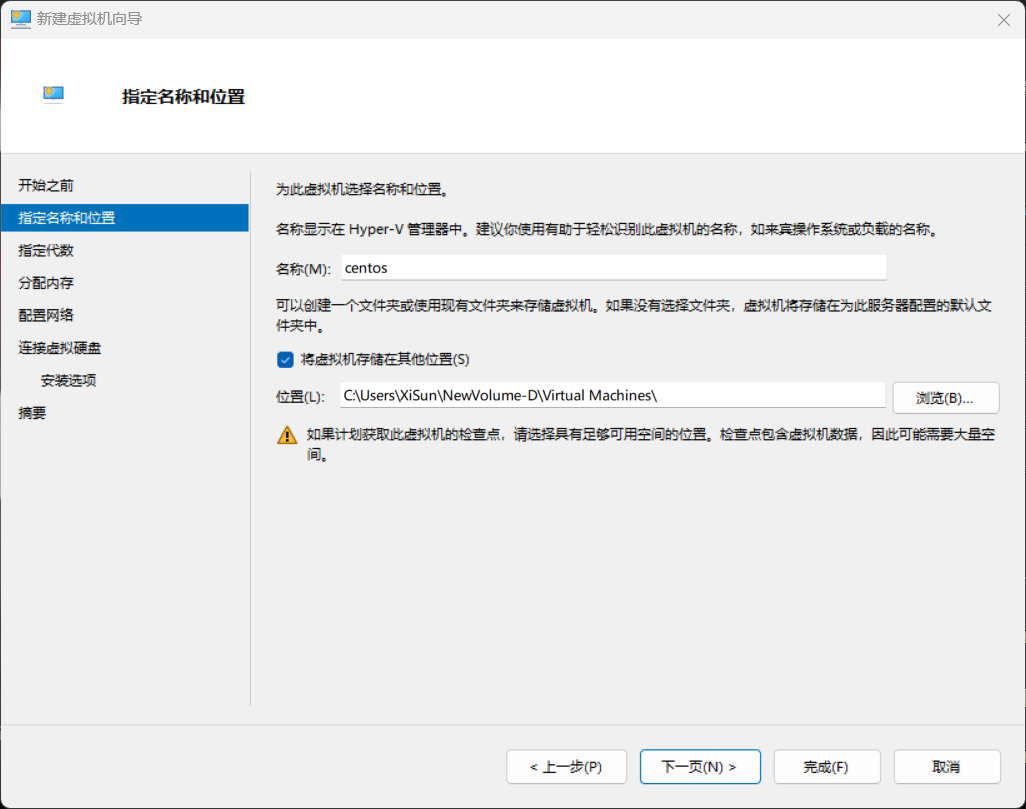 新建虚拟机向导
指定名称和位置
开始之前
指定名称和位置
指定代数
分配内存
配置网络
连接虚拟硬盘
安装选项
摘要
为此虚拟机选择名称和位置。
名称显示在 Hyper-V 管理器中。建议你使用有助于轻松识别此虚拟机的名称，如来宾操作系统或负载的名称。
名称(M): centos
可以创建一个文件夹或使用现有文件夹来存储虚拟机。如果没有选择文件夹，虚拟机将存储在为此服务器配置的默认文
件夹中。
将虚拟机存储在其他位置(S)
位置(L): C:\Users\XiSun\NewVolume-D\Virtual Machines\ 浏览(B)...
如果计划获取此虚拟机的检查点，请选择具有足够可用空间的位置。检查点包含虚拟机数据，因此可能需要大量空
间。
< 上一步(P) 下一页(N) > 完成(F) 取消